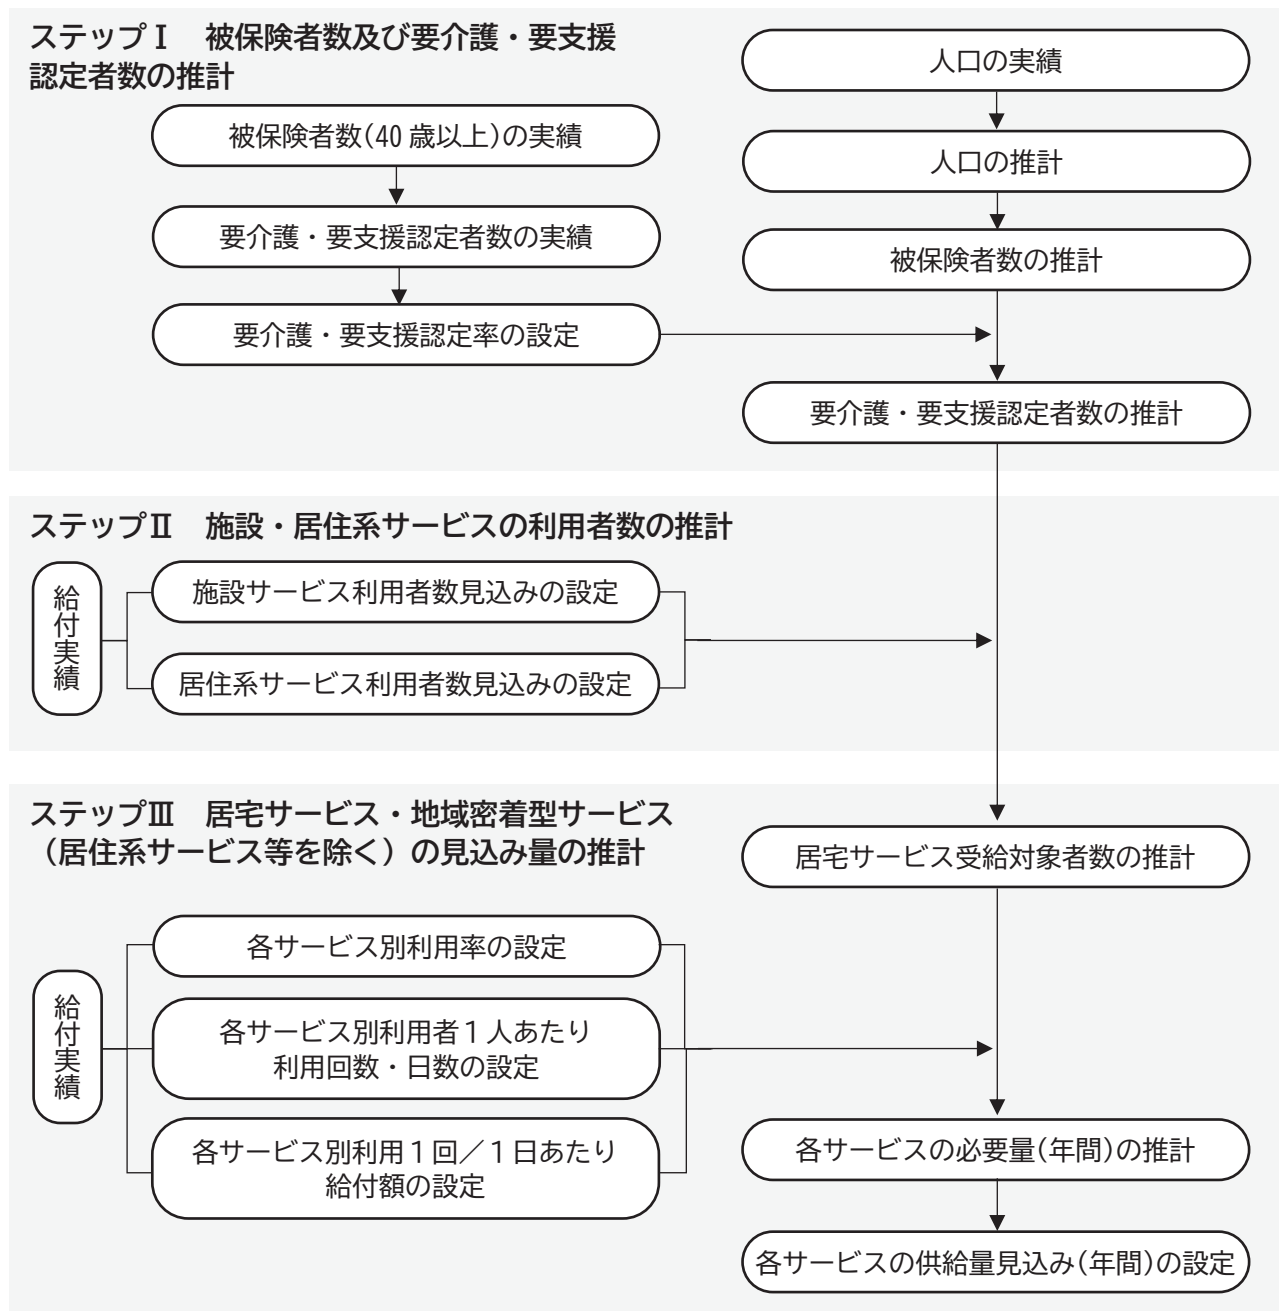 ステップⅠ　被保険者数及び要介護・要支援
認定者数の推計
人口の実績
被保険者数(40 歳以上)の実績
人口の推計
要介護・要支援認定者数の実績
被保険者数の推計
要介護・要支援認定率の設定
要介護・要支援認定者数の推計
ステップⅡ　施設・居住系サービスの利用者数の推計
給付実績
施設サービス利用者数見込みの設定
居住系サービス利用者数見込みの設定
ステップⅢ　居宅サービス・地域密着型サービス
（居住系サービス等を除く）の見込み量の推計
居宅サービス受給対象者数の推計
給付実績
各サービス別利用率の設定
各サービス別利用者１人あたり
利用回数・日数の設定
各サービス別利用１回／１日あたり
給付額の設定
各サービスの必要量(年間)の推計
各サービスの供給量見込み(年間)の設定